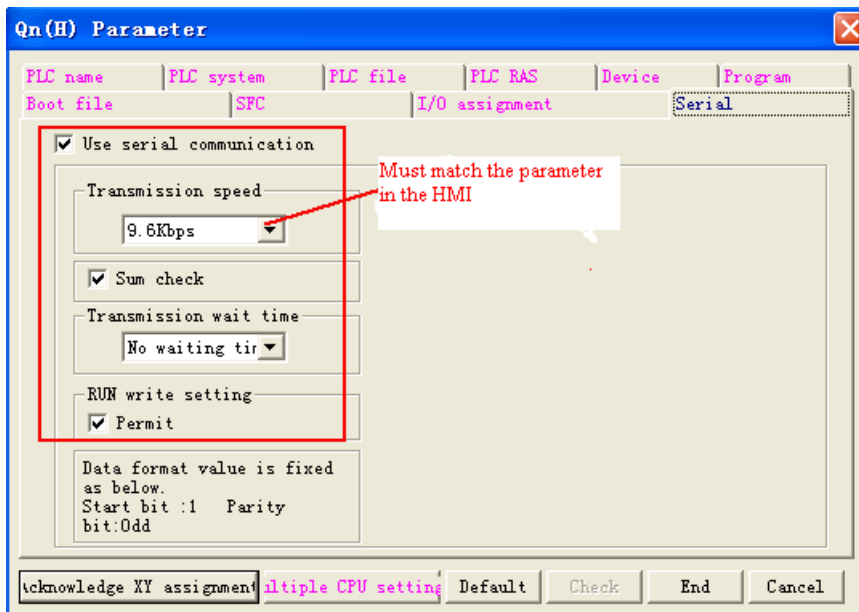 Qn(H) Parameter
PLC name PLC system PLC file PLC RAS Device Program
Boot file SFC I/O assignment Serial
Use serial communication
Must match the parameter
in the HMI
Transmission speed
9.6Kbps
Sum check
Transmission wait time
No waiting tir
RUN write setting
Permit
Data format value is fixed
as below.
Start bit :1 Parity
bit:Odd
cknowledge XY assignment ltiple CPU setting Default Check End Cancel